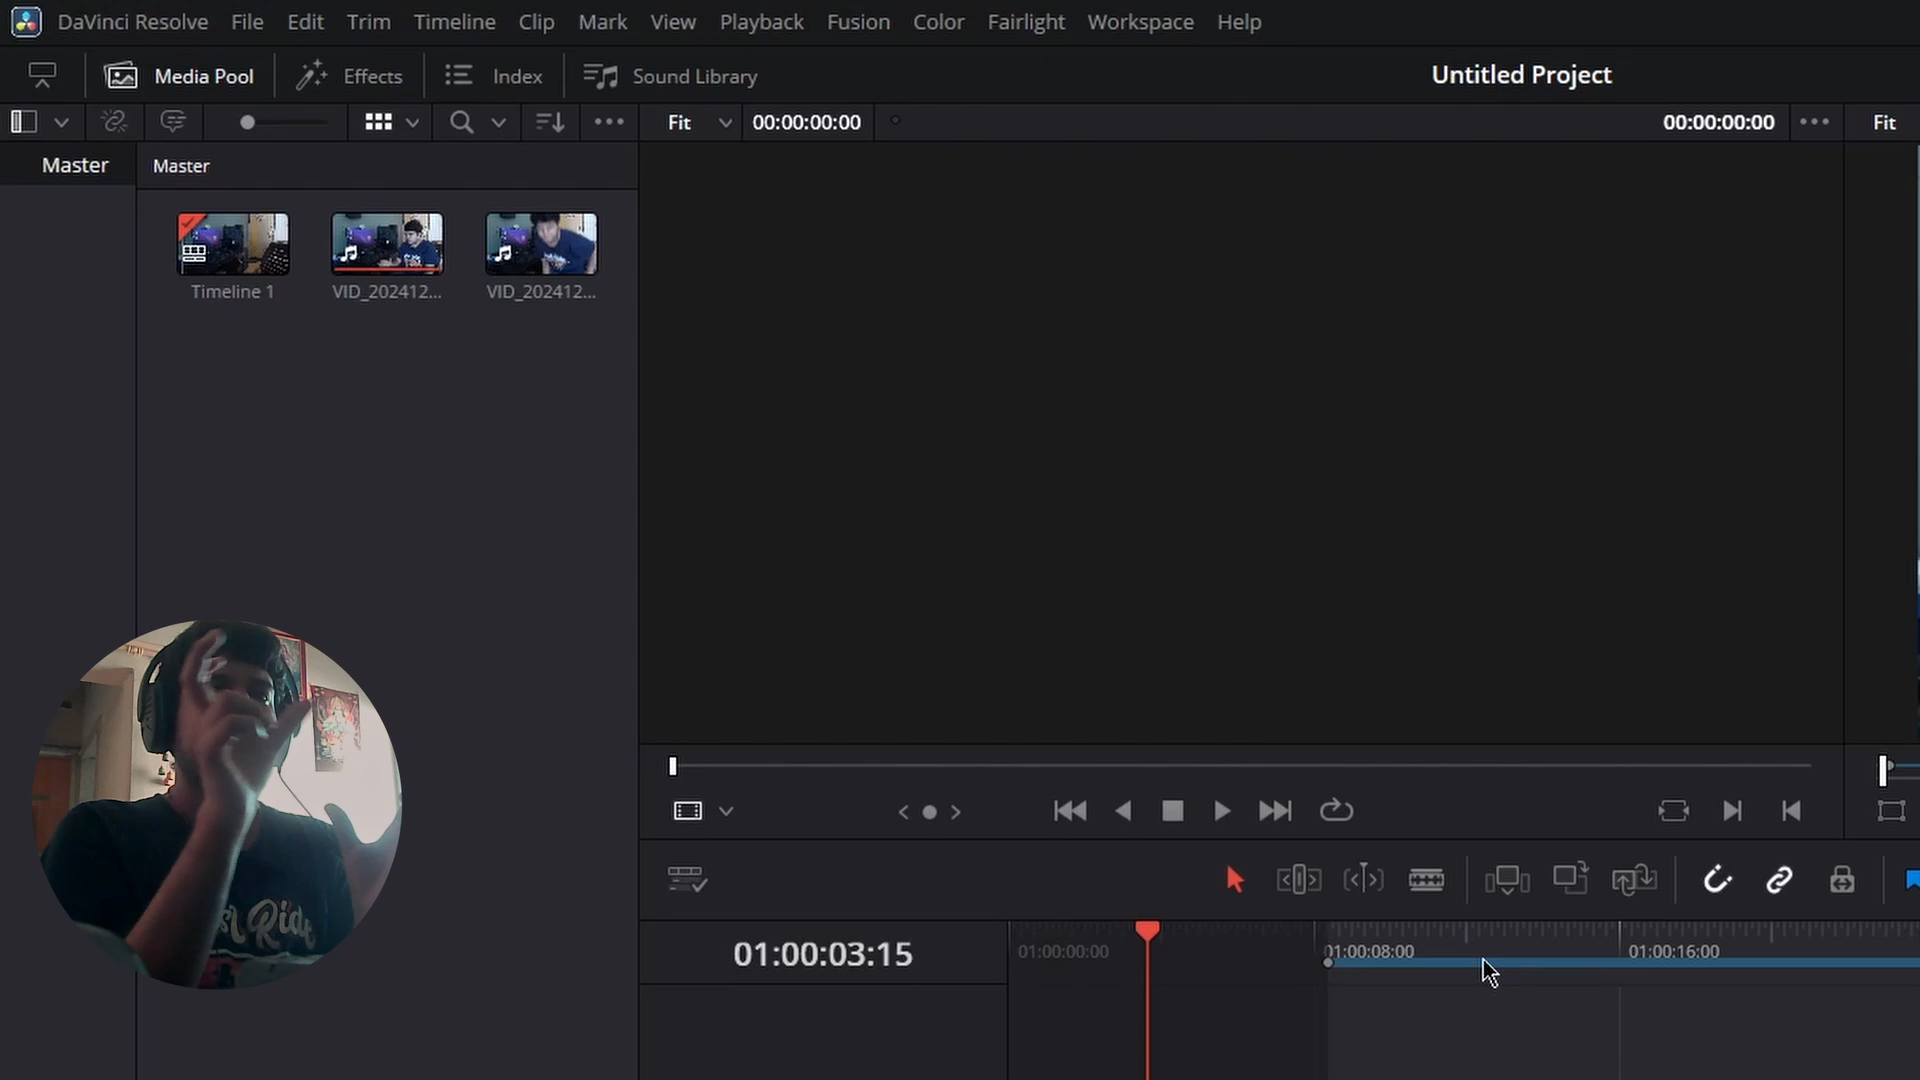 DaVinci Resolve File Edit Trim Timeline Clip Mark View Playback Fusion Color Fairlight Workspace Help
Media Pool Effects Index Sound Library Untitled Project
Fit 00:00:00:00 00:00:00:00 Fit
Master Master
Timeline 1 VID_202412... VID_202412...
01:00:03:15 01:00:00:00 01:00:08:00 01:00:16:00